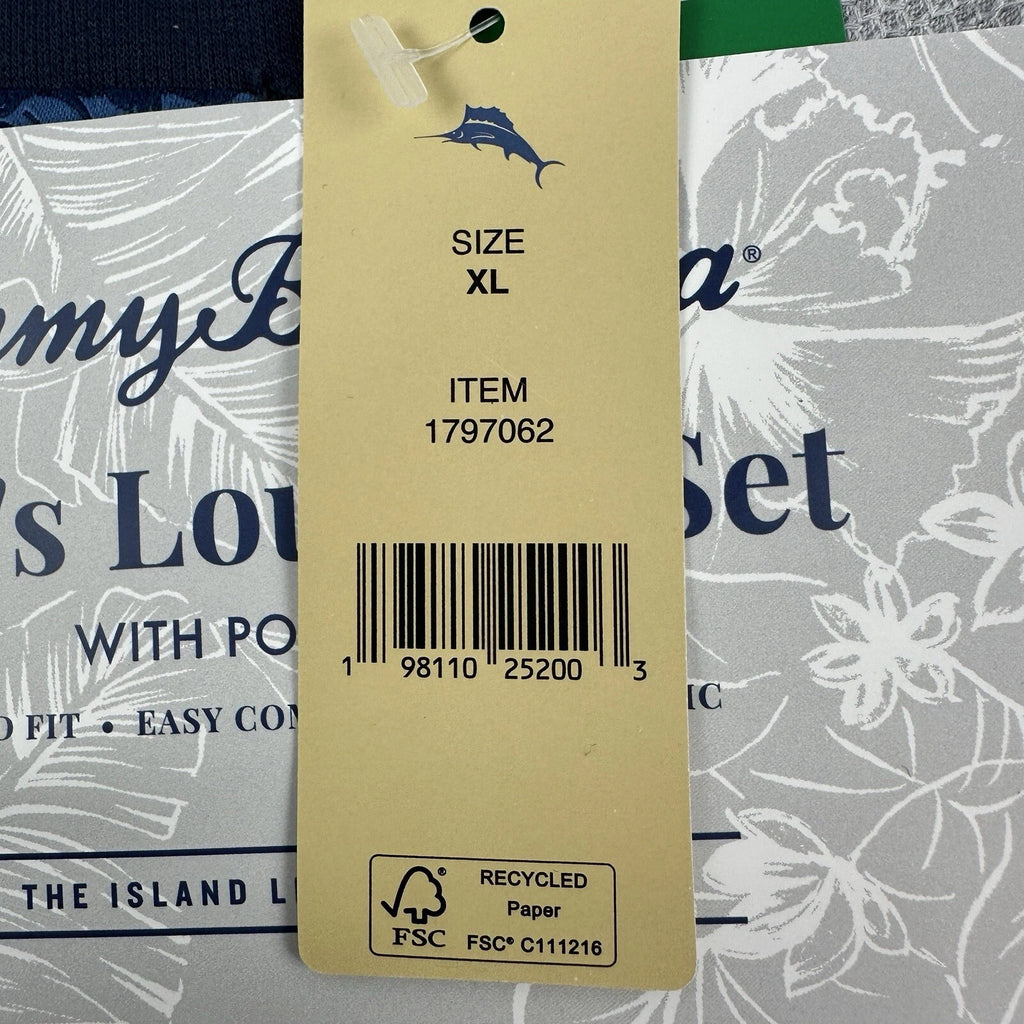 SIZE
XL
ITEM
1797062
1 98110 25200 3
RECYCLED
Paper
FSC® C111216
FSC
my B a®
's Lou Set
WITH PO
FIT • EASY CON IC
THE ISLAND L